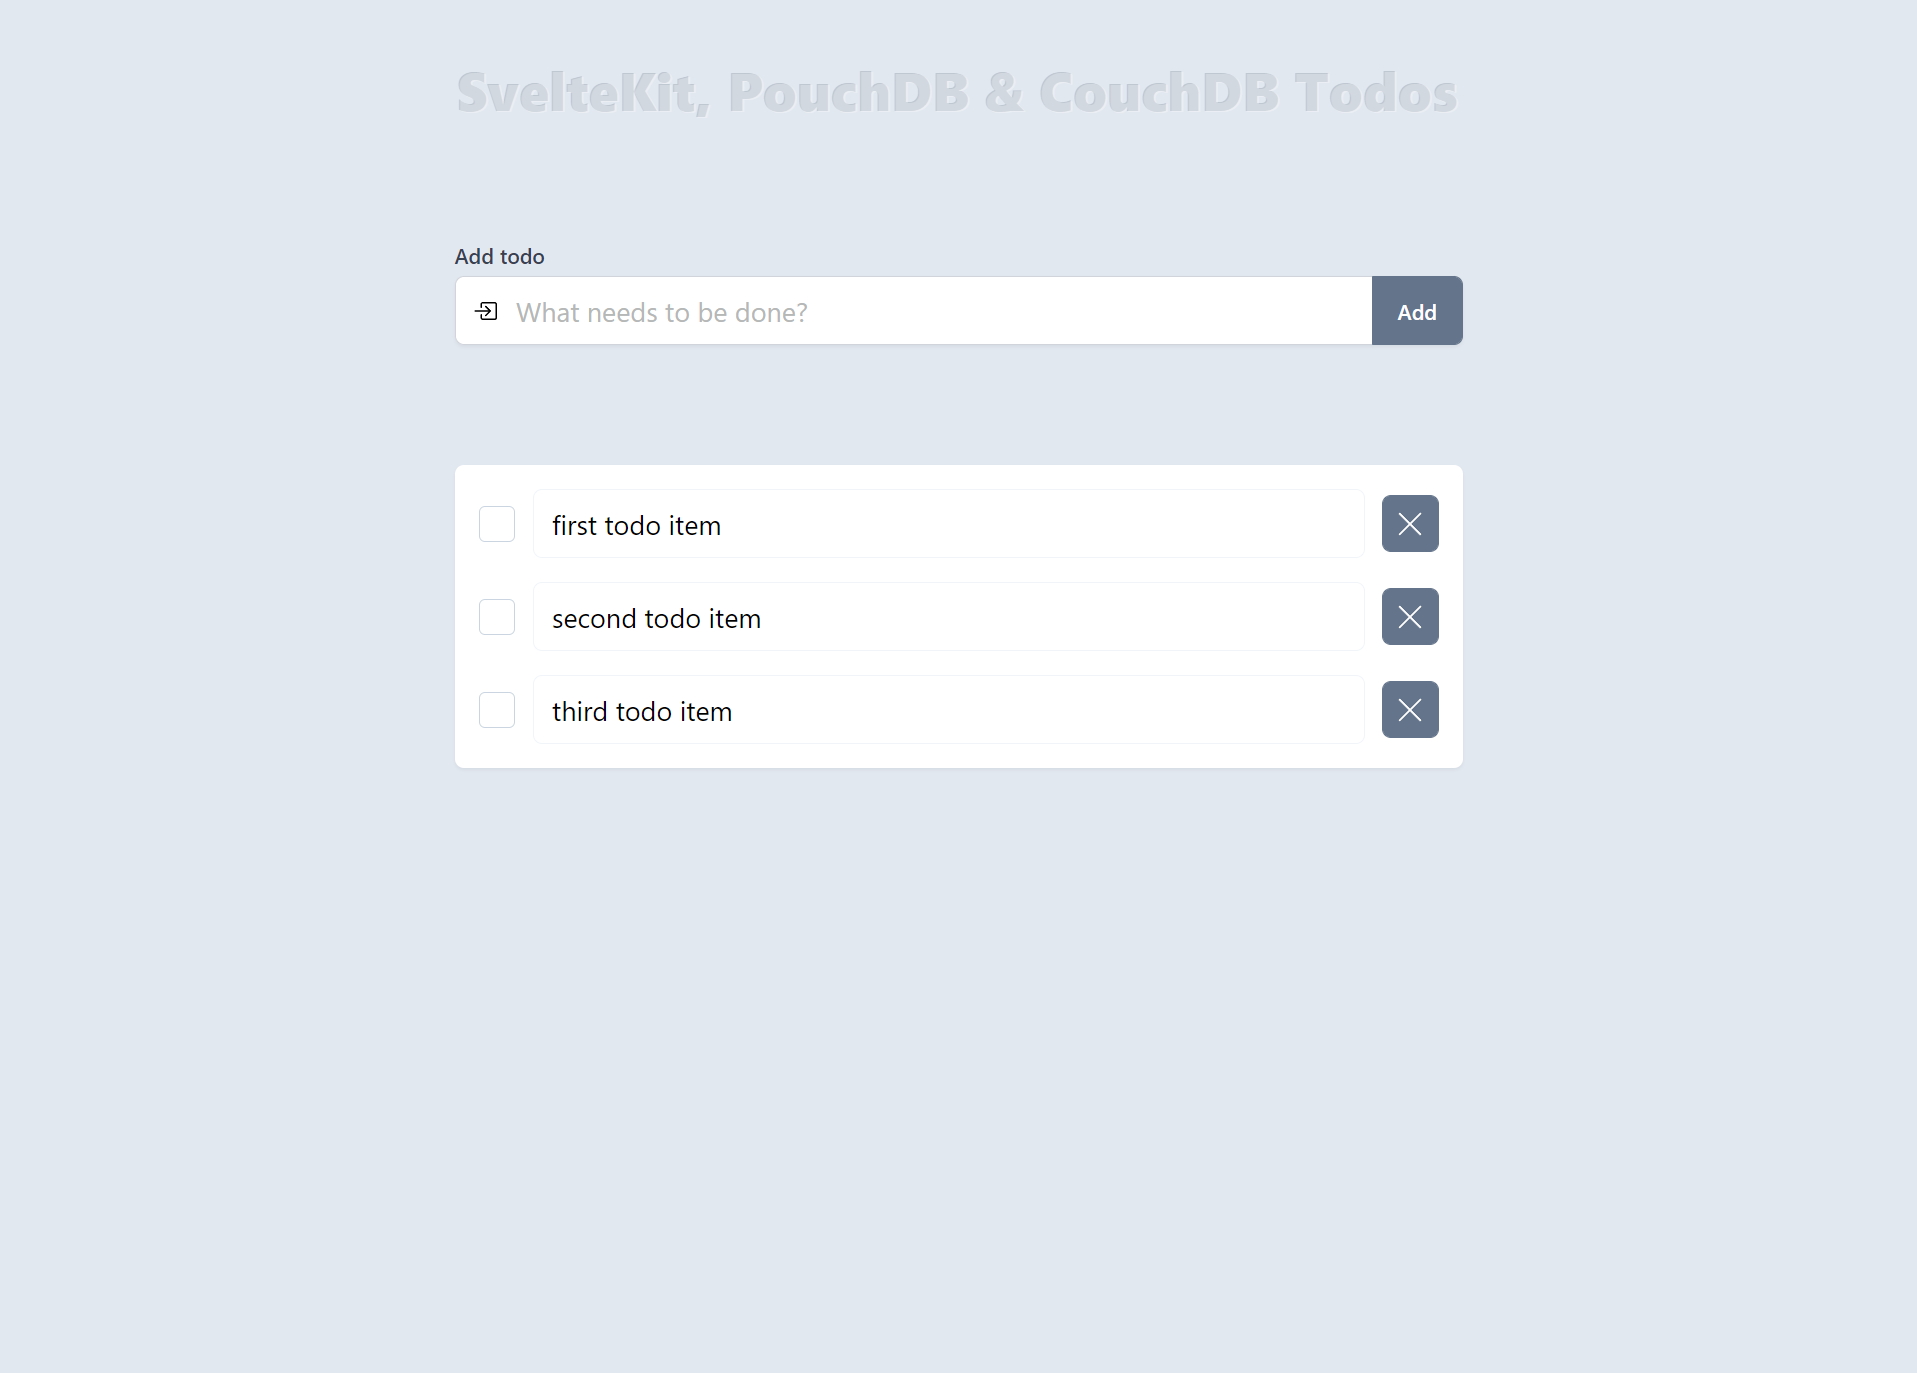 SvelteKit, PouchDB & CouchDB Todos
Add todo
What needs to be done?
Add
first todo item
second todo item
third todo item